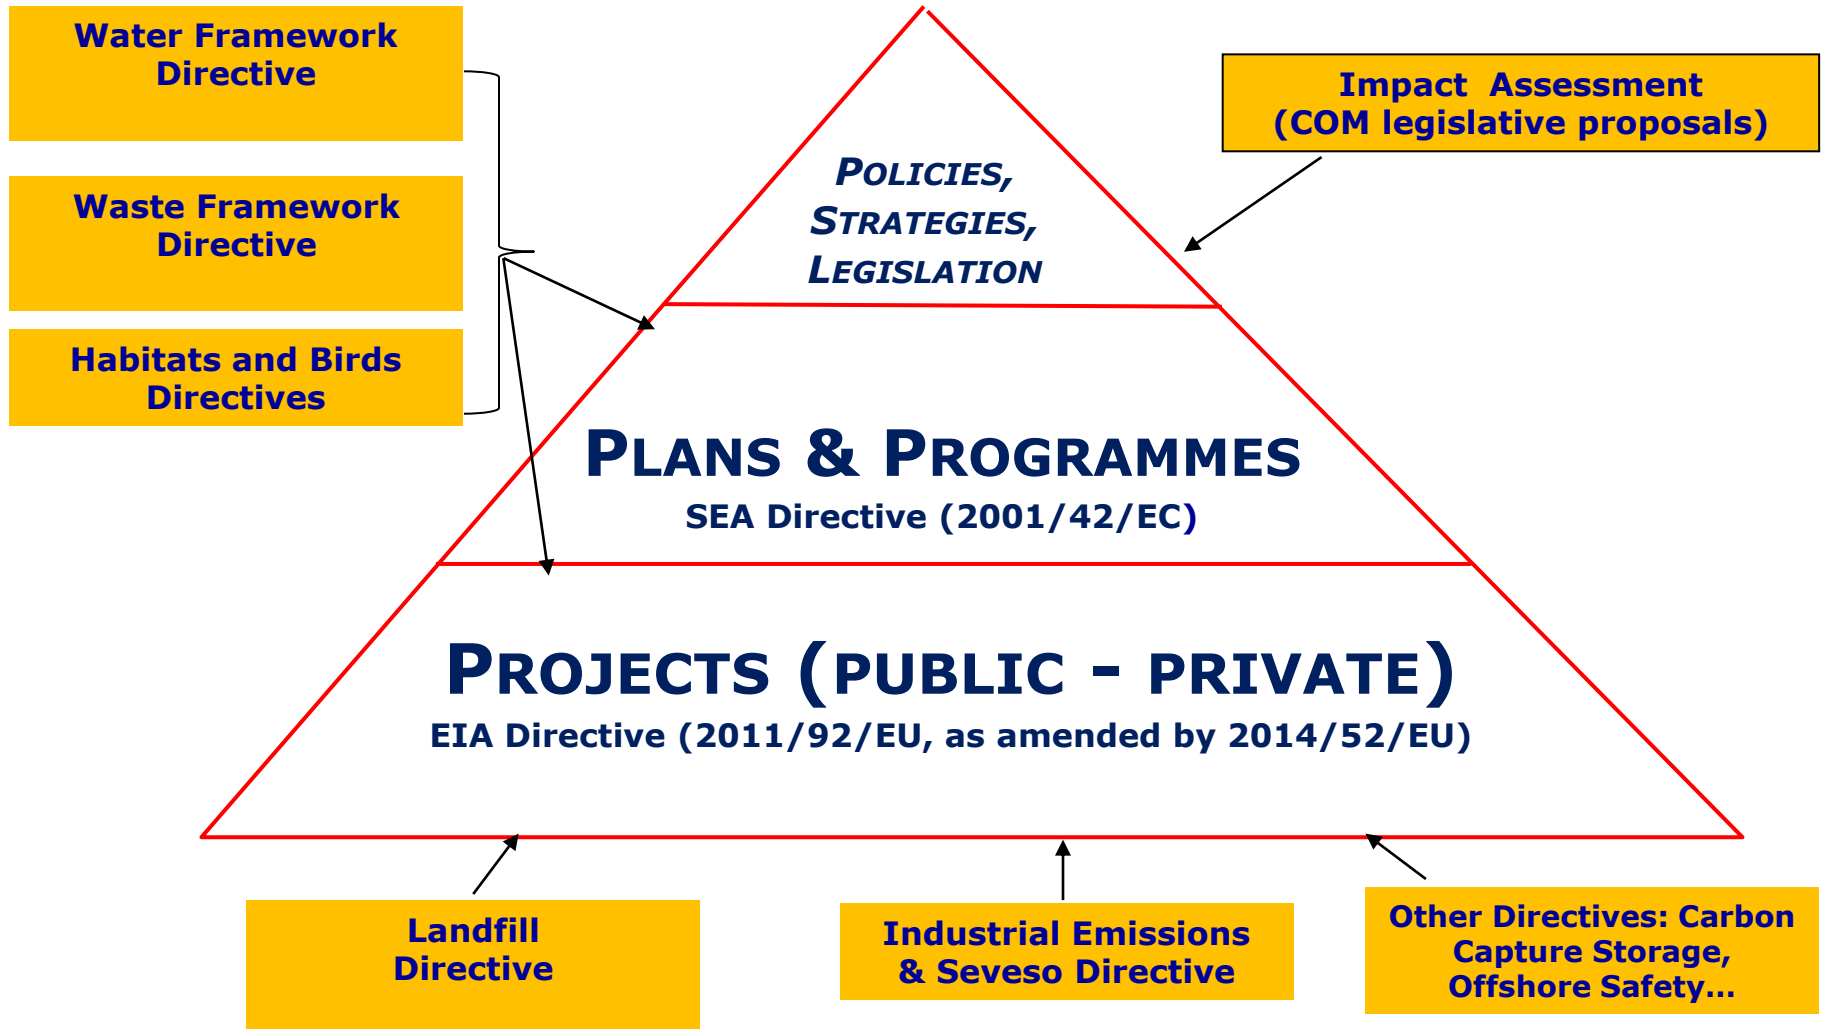 Water Framework
Directive
Waste Framework
Directive
Habitats and Birds
Directives
Impact  Assessment
(COM legislative proposals)
POLICIES,
STRATEGIES,
LEGISLATION
PLANS & PROGRAMMES
SEA Directive (2001/42/EC)
PROJECTS (PUBLIC - PRIVATE)
EIA Directive (2011/92/EU, as amended by 2014/52/EU)
Landfill
Directive
Industrial Emissions
& Seveso Directive
Other Directives: Carbon
Capture Storage,
Offshore Safety…